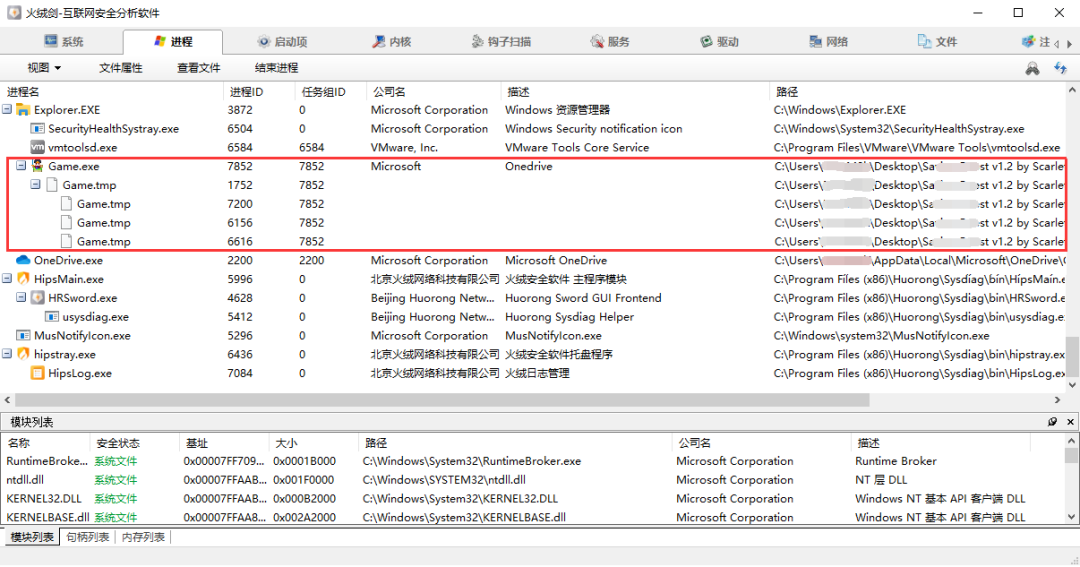 火绒剑-互联网安全分析软件
系统 进程 启动项 内核 钩子扫描 服务 驱动 网络 文件 注
视图 文件属性 查看文件 结束进程
进程名 进程ID 任务组ID 公司名 描述 路径
Explorer.EXE 3872 0 Microsoft Corporation Windows 资源管理器 C:\Windows\Explorer.EXE
SecurityHealthSystray.exe 6504 0 Microsoft Corporation Windows Security notification icon C:\Windows\System32\SecurityHealthSystray.exe
vm vmtoolsd.exe 6584 6584 VMware, Inc. VMware Tools Core Service C:\Program Files\VMware\VMware Tools\vmtoolsd.exe
Game.exe 7852 7852 Microsoft Onedrive C:\Users\ \Desktop\Sa st v1.2 by Scarlet
Game.tmp 1752 7852 C:\Users\ \Desktop\Sa st v1.2 by Scarlet
Game.tmp 7200 7852 C:\Users\ \Desktop\Sa st v1.2 by Scarlet
Game.tmp 6156 7852 C:\Users\ \Desktop\Sa st v1.2 by Scarlet
Game.tmp 6616 7852 C:\Users\ \Desktop\Sa st v1.2 by Scarlet
OneDrive.exe 2200 2200 Microsoft Corporation Microsoft OneDrive C:\Users\ \AppData\Local\Microsoft\OneDrive\
HipsMain.exe 5996 0 北京火绒网络科技有限公司 火绒安全软件 主程序模块 C:\Program Files (x86)\Huorong\Sysdiag\bin\HipsMain.e
HRSword.exe 4628 0 Beijing Huorong Netw... Huorong Sword GUI Frontend C:\Program Files (x86)\Huorong\Sysdiag\bin\HRSword.e
usysdiag.exe 5412 0 Beijing Huorong Netw... Huorong Sysdiag Helper C:\Program Files (x86)\Huorong\Sysdiag\bin\usysdiag.e
MusNotifyIcon.exe 5296 0 Microsoft Corporation MusNotifyIcon.exe C:\Windows\system32\MusNotifyIcon.exe
hipstray.exe 6436 0 北京火绒网络科技有限公司 火绒安全软件托盘程序 C:\Program Files (x86)\Huorong\Sysdiag\bin\hipstray.ex
HipsLog.exe 7084 0 北京火绒网络科技有限公司 火绒日志管理 C:\Program Files (x86)\Huorong\Sysdiag\bin\HipsLog.ex
模块列表
名称 安全状态 基址 大小 路径 公司名 描述
RuntimeBroke... 系统文件 0x00007FF709... 0x0001B000 C:\Windows\System32\RuntimeBroker.exe Microsoft Corporation Runtime Broker
ntdll.dll 系统文件 0x00007FFAAB... 0x001F0000 C:\Windows\SYSTEM32\ntdll.dll Microsoft Corporation NT 层 DLL
KERNEL32.DLL 系统文件 0x00007FFAAB... 0x000B2000 C:\Windows\System32\KERNEL32.DLL Microsoft Corporation Windows NT 基本 API 客户端 DLL
KERNELBASE.dll 系统文件 0x00007FFAA8... 0x002A2000 C:\Windows\System32\KERNELBASE.dll Microsoft Corporation Windows NT 基本 API 客户端 DLL
模块列表 句柄列表 内存列表